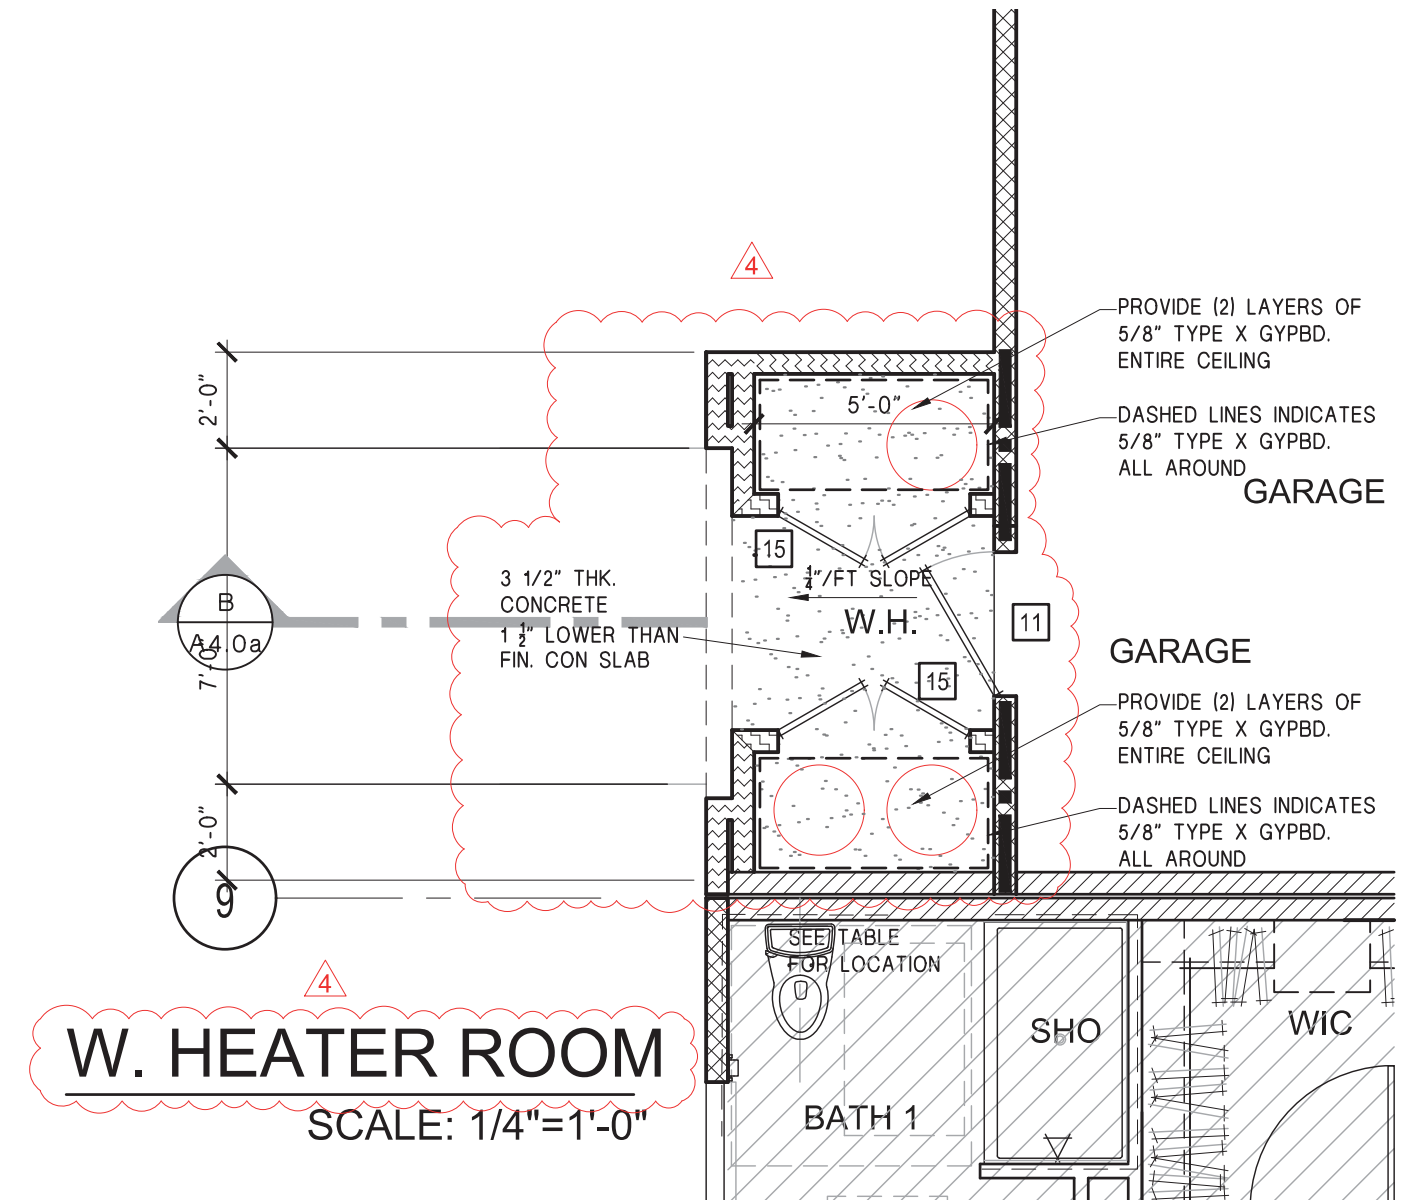 4
PROVIDE (2) LAYERS OF
5/8" TYPE X GYPBD.
ENTIRE CEILING
2'-0"
5'-0"
DASHED LINES INDICATES
5/8" TYPE X GYPBD.
ALL AROUND
GARAGE
15
3 1/2" THK.
CONCRETE
1 1/2" LOWER THAN
FIN. CON SLAB
1/4"/FT SLOPE
W.H.
B
A4.0a
7'-0"
11
GARAGE
15
PROVIDE (2) LAYERS OF
5/8" TYPE X GYPBD.
ENTIRE CEILING
DASHED LINES INDICATES
5/8" TYPE X GYPBD.
ALL AROUND
2'-0"
9
SEE TABLE
FOR LOCATION
4
W. HEATER ROOM
SCALE: 1/4"=1'-0"
SHO
WIC
BATH 1